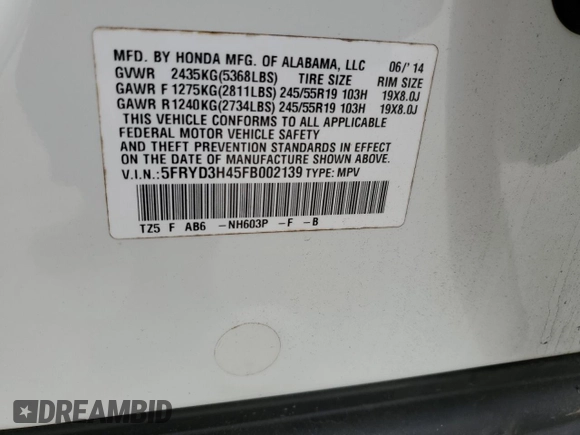 MFD. BY HONDA MFG. OF ALABAMA, LLC 06/'14
GVWR 2435KG(5368LBS) TIRE SIZE RIM SIZE
GAWR F 1275KG(2811LBS) 245/55R19 103H 19X8.0J
GAWR R1240KG(2734LBS) 245/55R19 103H 19X8.0J
THIS VEHICLE CONFORMS TO ALL APPLICABLE
FEDERAL MOTOR VEHICLE SAFETY
AND THEFT PREVENTION STANDARDS IN EFFECT
ON THE DATE OF MANUFACTURE SHOWN ABOVE.
V.I.N.:5FRYD3H45FB002139 TYPE: MPV
TZ5 F AB6 -NH603P -F -B
DREAMBID